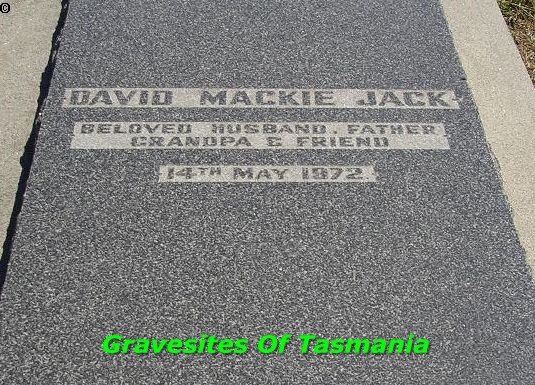 ©
DAVID MACKIE JACK
BELOVED HUSBAND, FATHER
GRANDPA & FRIEND
14TH MAY 1972
Gravesites Of Tasmania